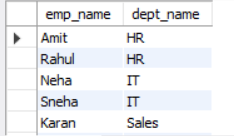 emp_name dept_name
Amit HR
Rahul HR
Neha IT
Sneha IT
Karan Sales